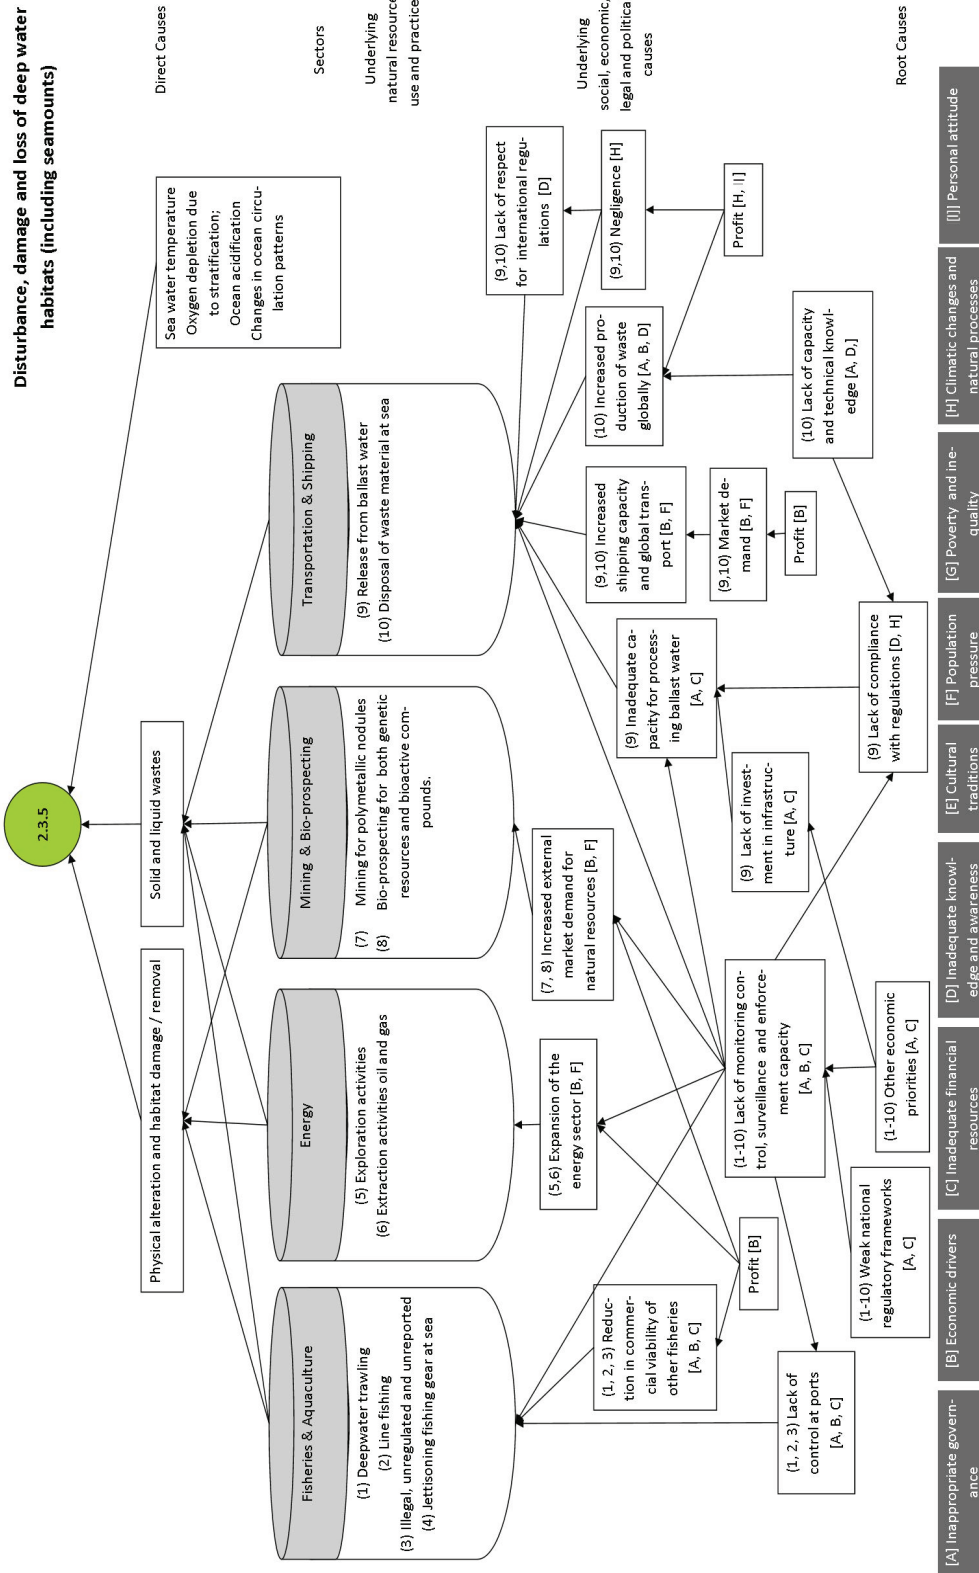 Disturbance, damage and loss of deep water
habitats (including seamounts)
2.3.5
Direct Causes
Physical alteration and habitat damage / removal
Solid and liquid wastes
Sea water temperature
Oxygen depletion due
to stratification;
Ocean acidification
Changes in ocean circu-
lation patterns
Sectors
Fisheries & Aquaculture
Energy
Mining & Bio-prospecting
Transportation & Shipping
Underlying
natural resource
use and practice
(1) Deepwater trawling
(2) Line fishing
(3) Illegal, unregulated and unreported
(4) Jettisoning fishing gear at sea
(5) Exploration activities
(6) Extraction activities oil and gas
(7) Mining for polymetallic nodules
(8) Bio-prospecting for both genetic
resources and bioactive com-
pounds.
(9) Release from ballast water
(10) Disposal of waste material at sea
Underlying
social, economic,
legal and political
causes
(9,10) Lack of respect
for international regu-
lations [D]
(5,6) Expansion of the
energy sector [B, F]
(7, 8) Increased external
market demand for
natural resources [B, F]
(9) Inadequate ca-
pacity for process-
ing ballast water
[A, C]
(9,10) Increased
shipping capacity
and global trans-
port [B, F]
(10) Increased pro-
duction of waste
globally [A, B, D]
(9,10) Negligence [H]
(1, 2, 3) Reduc-
tion in commer-
cial viability of
other fisheries
[A, B, C]
Profit [B]
(1-10) Lack of monitoring con-
trol, surveillance and enforce-
ment capacity
[A, B, C]
(9) Lack of invest-
ment in infrastruc-
ture [A, C]
(9,10) Market de-
mand [B, F]
Profit [B]
Profit [H, II]
(1, 2, 3) Lack of
control at ports
[A, B, C]
(1-10) Weak national
regulatory frameworks
[A, C]
(1-10) Other economic
priorities [A, C]
(9) Lack of compliance
with regulations [D, H]
(10) Lack of capacity
and technical knowl-
edge [A, D,]
Root Causes
[A] Inappropriate govern-
ance
[B] Economic drivers
[C] Inadequate financial
resources
[D] Inadequate knowl-
edge and awareness
[E] Cultural
traditions
[F] Population
pressure
[G] Poverty and ine-
quality
[H] Climatic changes and
natural processes
[I]] Personal attitude